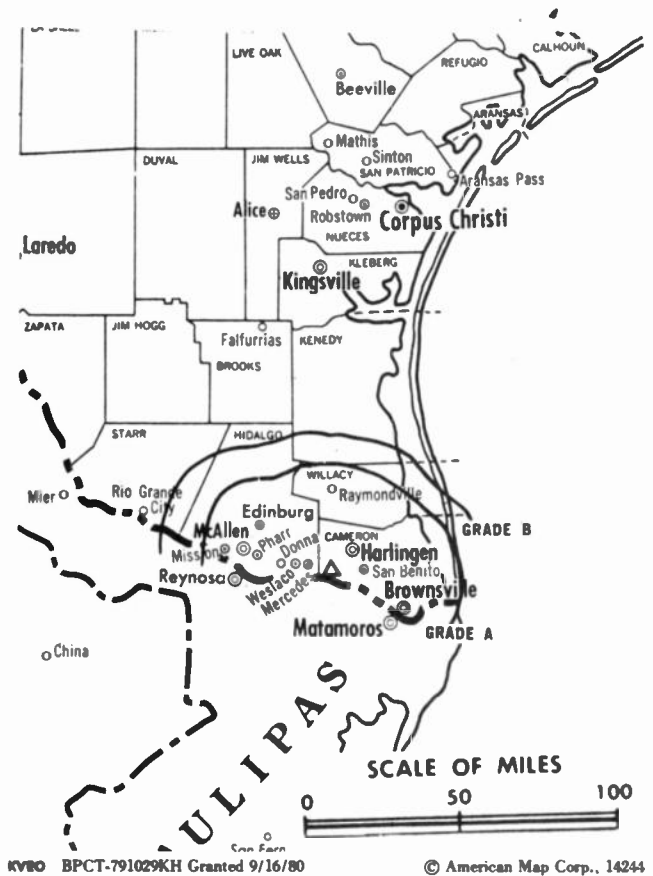 LIVE OAK
CALHOUN
REFUGIO
Beeville
ARANSAS
Mathis
DUVAL
JIM WELLS
Sinton
SAN PATRICIO
Aransas Pass
San Pedro
Alice
Robstown
Corpus Christi
NUECES
Laredo
KLEBERG
Kingsville
ZAPATA
JIM HOGG
Falfurrias
KENEDY
BROOKS
STARR
HIDALGO
WILLACY
Mier
Rio Grande
City
Raymondville
Edinburg
GRADE B
McAllen
Pharr
Donna
CAMERON
Mission
Harlingen
Reynosa
San Benito
Weslaco
Mercedes
Brownsville
Matamoros
GRADE A
China
AULIPAS
SCALE OF MILES
0 50 100
San Fern
KVEO BPCT-791029KH Granted 9/16/80
© American Map Corp., 14244